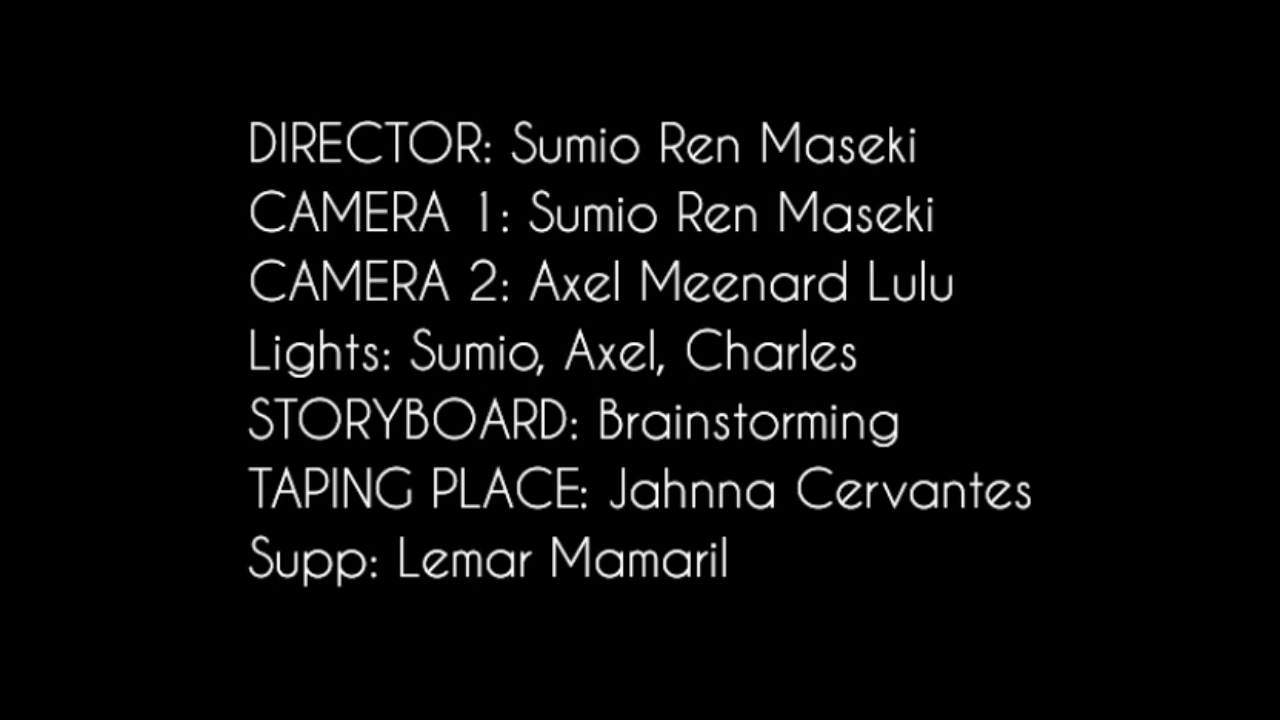 DIRECTOR: Sumio Ren Maseki
CAMERA 1: Sumio Ren Maseki
CAMERA 2: Axel Meenard Lulu
Lights: Sumio, Axel, Charles
STORYBOARD: Brainstorming
TAPING PLACE: Jahnna Cervantes
Supp: Lemar Mamaril